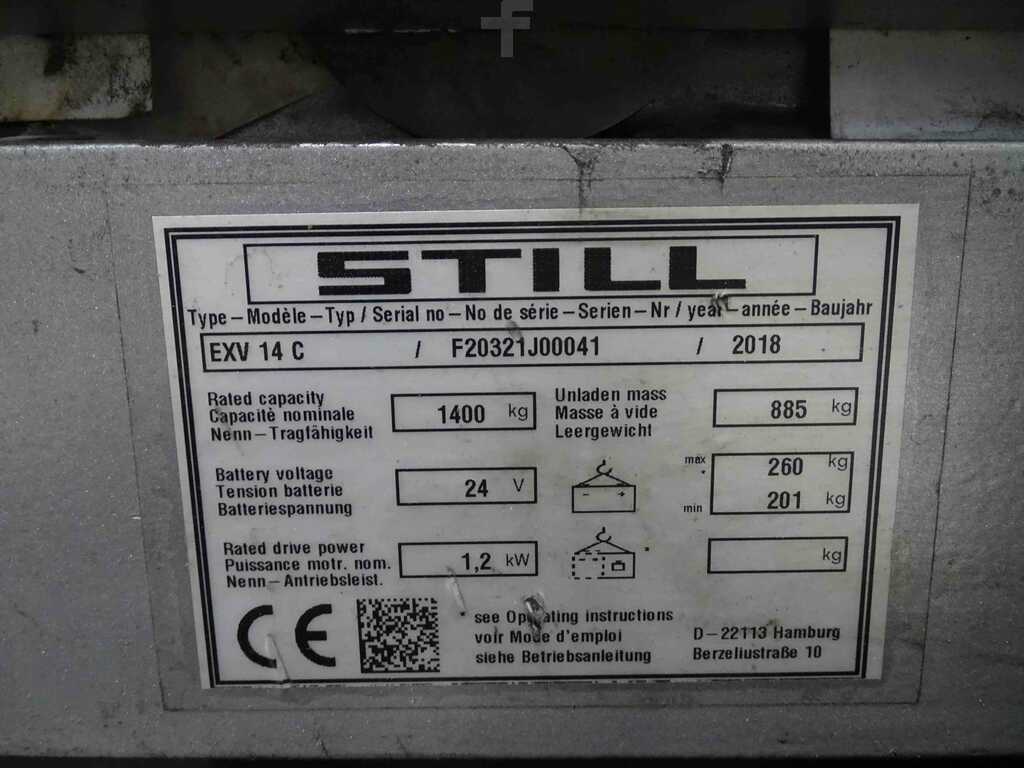 f
STILL
Type – Modèle – Typ / Serial no – No de série – Serien – Nr / year – année – Baujahr
EXV 14 C / F20321J00041 / 2018
Rated capacity
Capacitè nominale
Nenn – Tragfähigkeit
1400 kg
Unladen mass
Masse à vide
Leergewicht
885 kg
Battery voltage
Tension batterie
Batteriespannung
24 V
max * 260 kg
min 201 kg
Rated drive power
Puissance motr. nom.
Nenn – Antriebsleist.
1,2 kW
* kg
CE
* see Operating instructions
voir Mode d'emploi
siehe Betriebsanleitung
D – 22113 Hamburg
Berzeliusstraße 10